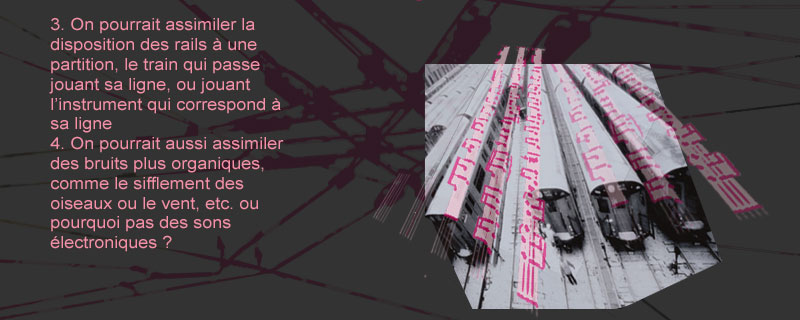 3. On pourrait assimiler la
disposition des rails à une
partition, le train qui passe
jouant sa ligne, ou jouant
l'instrument qui correspond à
sa ligne
4. On pourrait aussi assimiler
des bruits plus organiques,
comme le sifflement des
oiseaux ou le vent, etc. ou
pourquoi pas des sons
électroniques ?